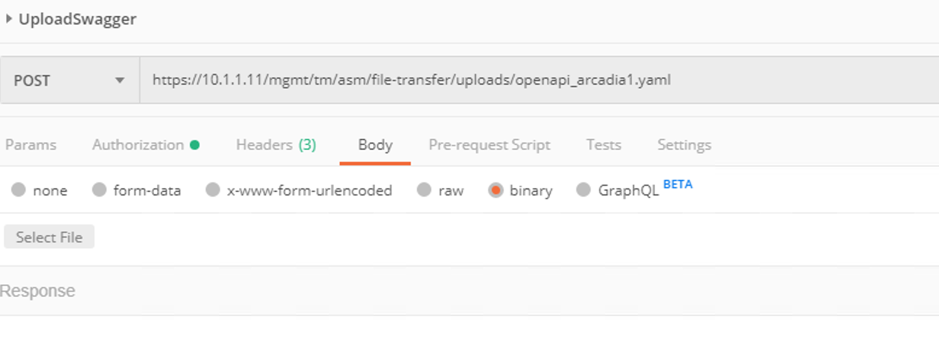 UploadSwagger
POST https://10.1.1.11/mgmt/tm/asm/file-transfer/uploads/openapi_arcadia1.yaml
Params Authorization Headers (3) Body Pre-request Script Tests Settings
none form-data x-www-form-urlencoded raw binary GraphQL BETA
Select File
Response